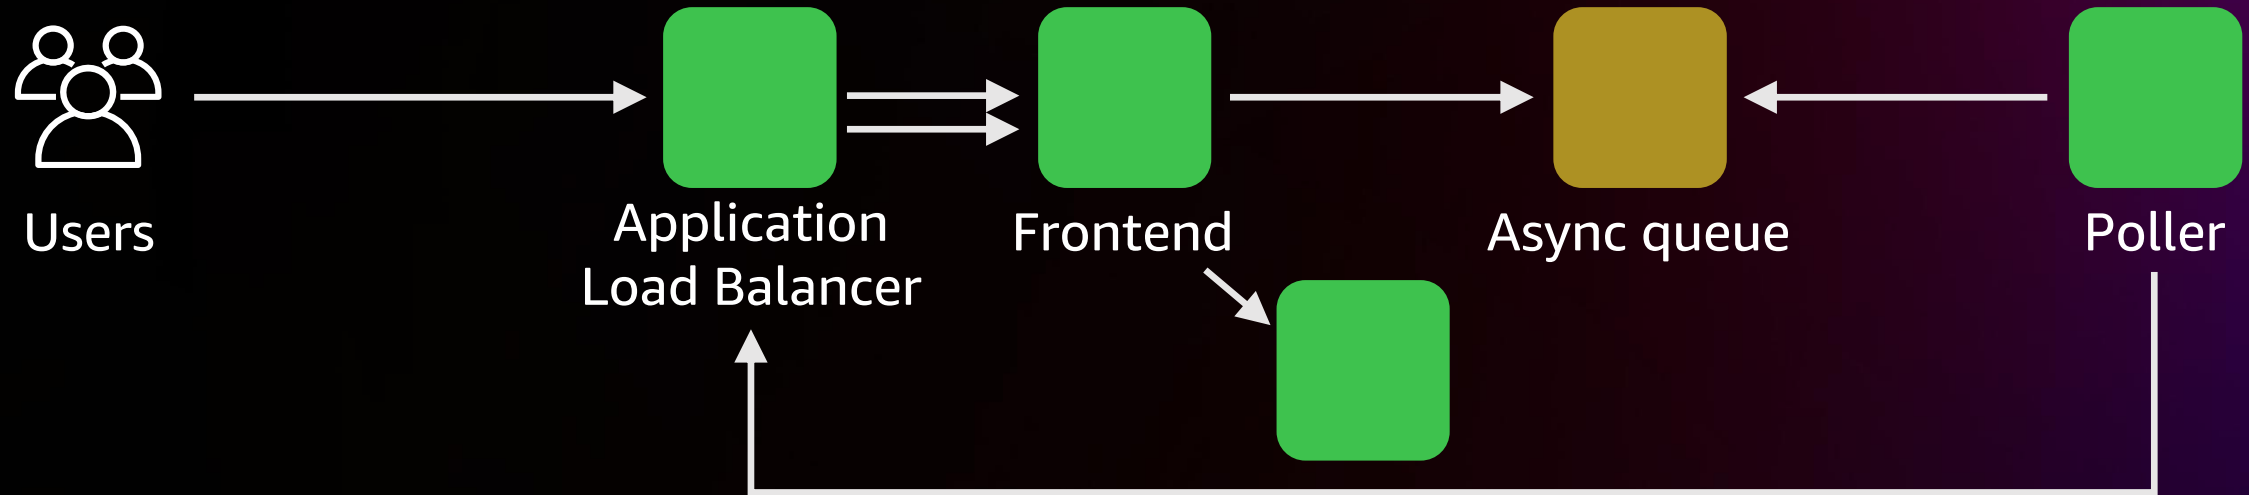 Users
Application
Load Balancer
Frontend
Async queue
Poller